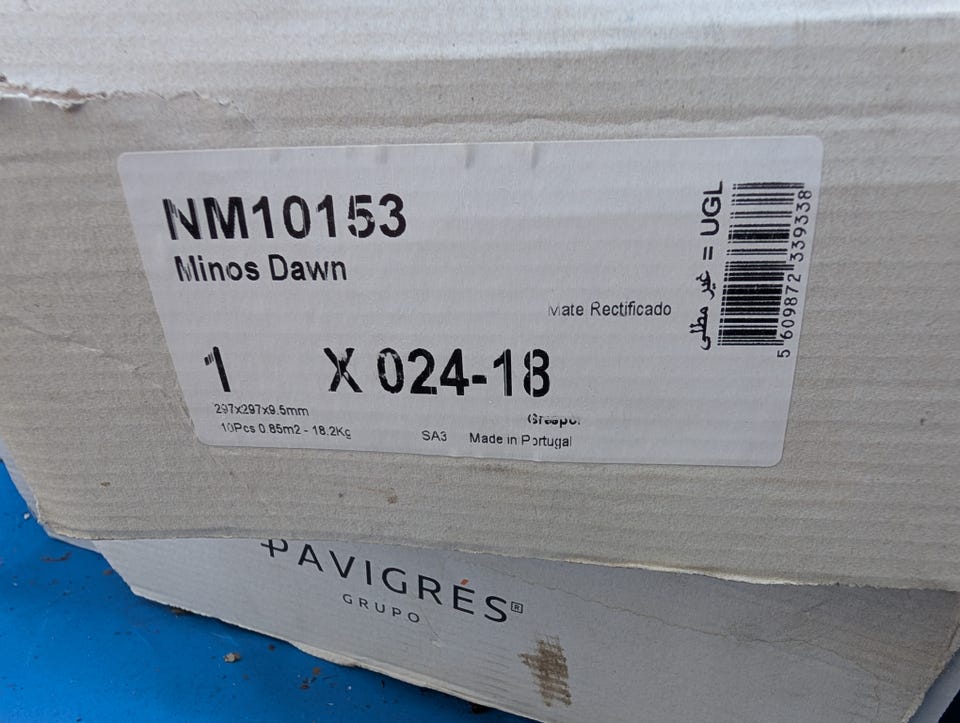 NM10153
Minos Dawn
Mate Rectificado
1 X 024-18
297x297x9.5mm
10Pcs 0.85m2 - 18.2Kg
SA3 Made in Portugal
غير مطلي = UGL
5 609872 339338
PAVIGRÉS®
GRUPO